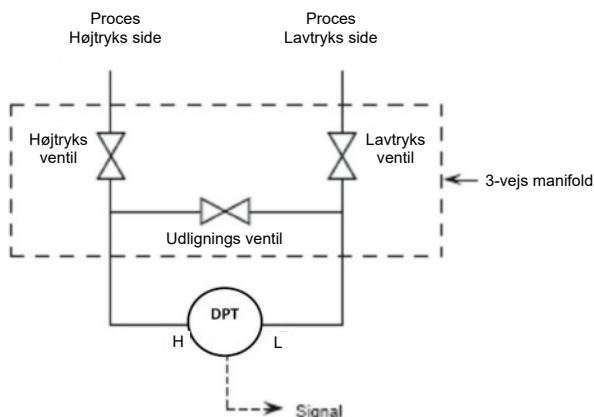 Proces
Højtryks side
Proces
Lavtryks side
Højtryks
ventil
Lavtryks
ventil
3-vejs manifold
Udlignings ventil
DPT
H
L
Signal